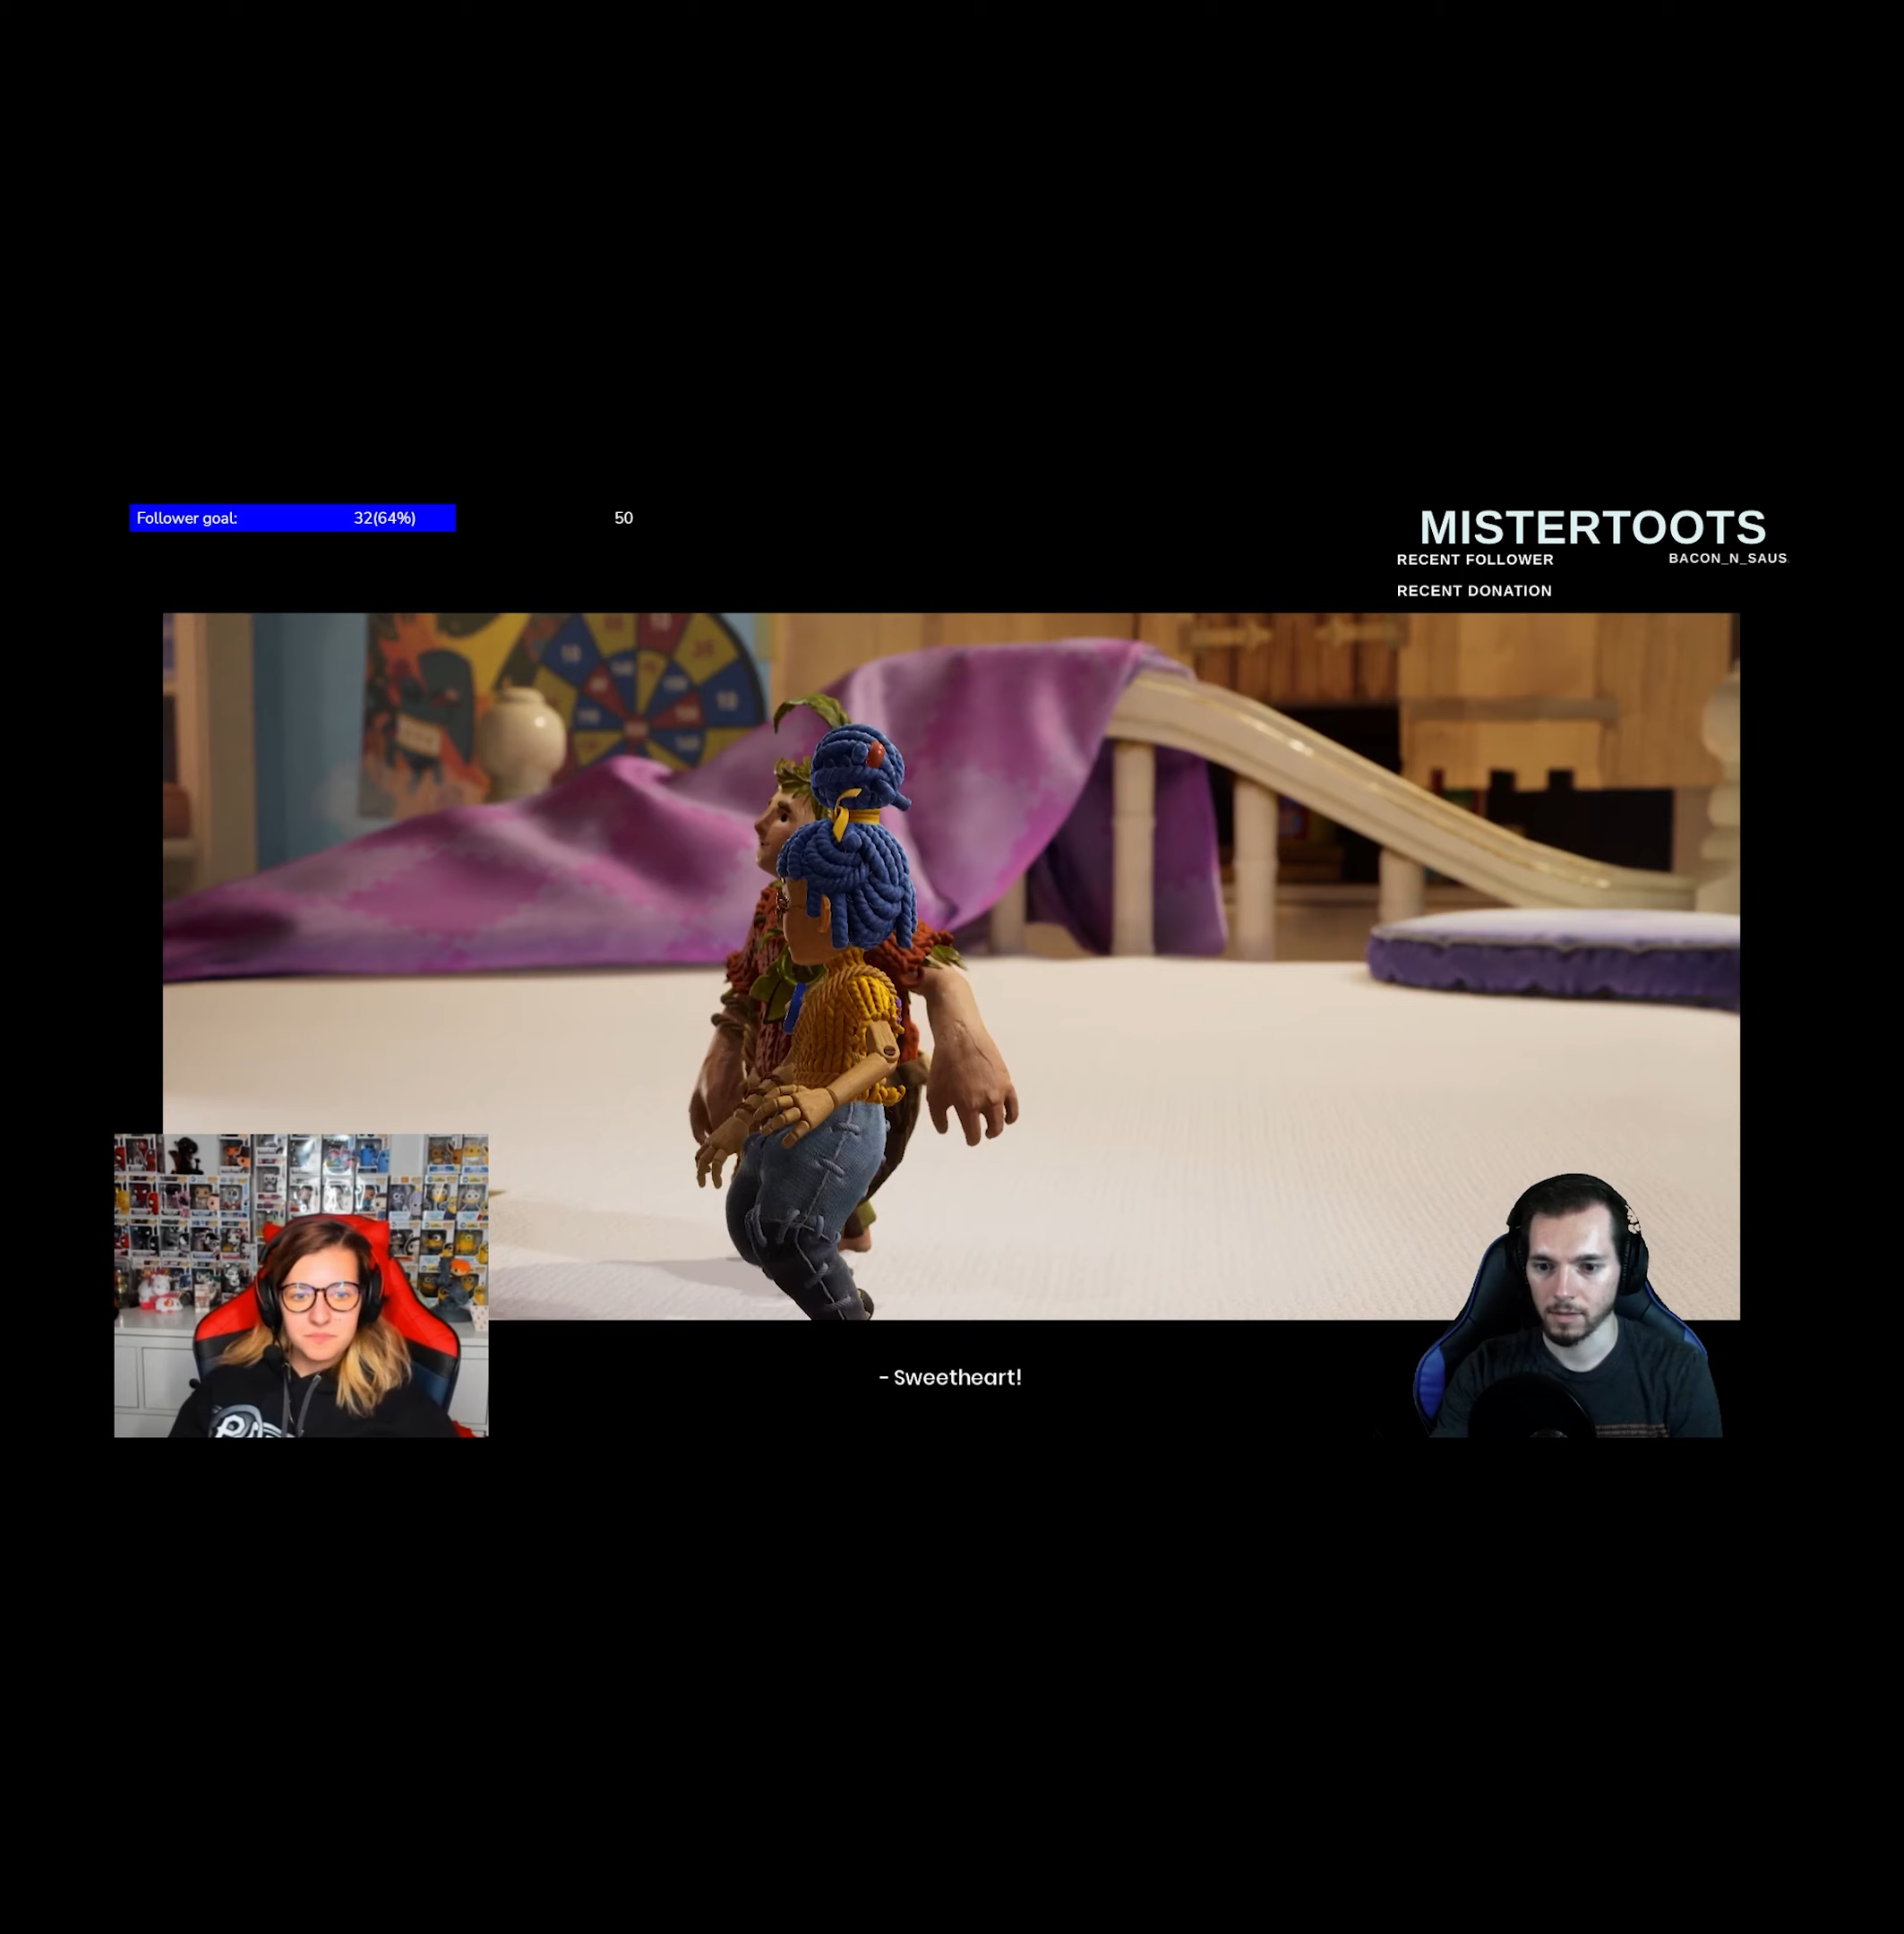 Follower goal: 32(64%) 50
MISTERTOOTS
RECENT FOLLOWER BACON_N_SAUS
RECENT DONATION
- Sweetheart!